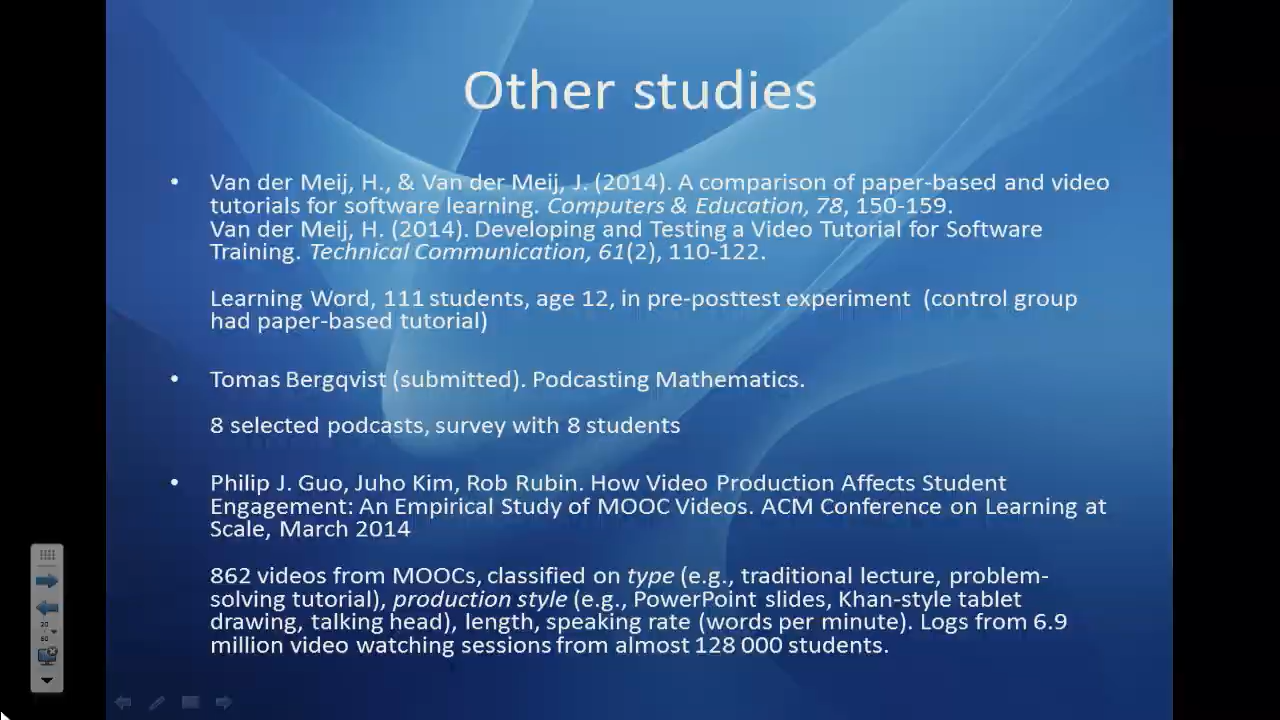 Other studies
• Van der Meij, H., & Van der Meij, J. (2014). A comparison of paper-based and video
tutorials for software learning. Computers & Education, 78, 150-159.
Van der Meij, H. (2014). Developing and Testing a Video Tutorial for Software
Training. Technical Communication, 61(2), 110-122.
Learning Word, 111 students, age 12, in pre-posttest experiment (control group
had paper-based tutorial)
• Tomas Bergqvist (submitted). Podcasting Mathematics.
8 selected podcasts, survey with 8 students
• Philip J. Guo, Juho Kim, Rob Rubin. How Video Production Affects Student
Engagement: An Empirical Study of MOOC Videos. ACM Conference on Learning at
Scale, March 2014
862 videos from MOOCs, classified on type (e.g., traditional lecture, problem-
solving tutorial), production style (e.g., PowerPoint slides, Khan-style tablet
drawing, talking head), length, speaking rate (words per minute). Logs from 6.9
million video watching sessions from almost 128 000 students.